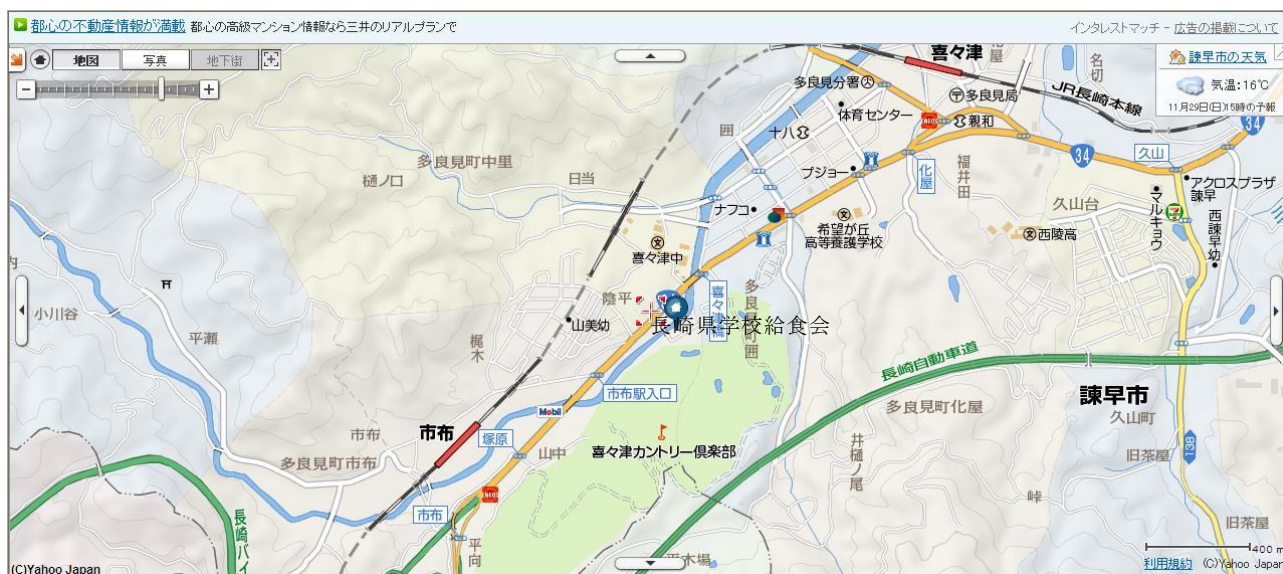 都心の不動産情報が満載 都心の高級マンション情報なら三井のリアルプランで
インタレストマッチ - 広告の掲載について
地図 写真 地下街
諫早市の天気
気温:16℃
11月29日(日)15時の予報
喜々津
化屋
名切
多良見分署
多良見局
JR長崎本線
体育センター
ENEOS
親和
34
囲
十八
34
久山
多良見町中里
樋ノ口
日当
プジョー
化屋
福井田
アクロスプラザ
諫早
マルキョウ
久山台
ナフコ
希望が丘
高等養護学校
西陵高
西諫早幼
喜々津中
小川谷
陰平
喜々津
多良見町囲
長崎県学校給食会
山美幼
平瀬
梶木
長崎自動車道
市布駅入口
諫早市
Mobil
多良見町化屋
久山町
市布
市布
塚原
山中
喜々津カントリー倶楽部
井樋ノ尾
138
旧茶屋
多良見町市布
ENEOS
峠
市布
長崎バイ
平向
平木場
旧茶屋
400 m
(C)Yahoo Japan
利用規約 (C)Yahoo Japan